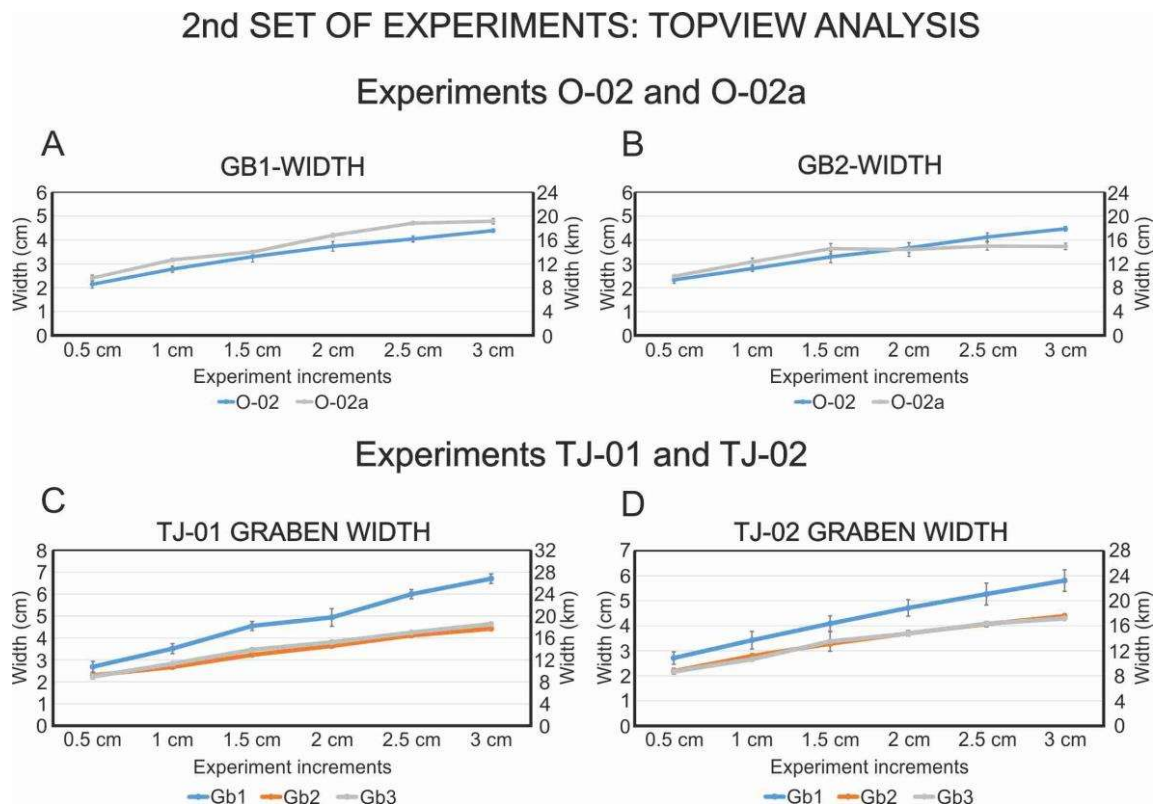 2nd SET OF EXPERIMENTS: TOPVIEW ANALYSIS
Experiments O-02 and O-02a
A
GB1-WIDTH
Width (cm)
6
5
4
3
2
1
0
24
20
16
12
8
4
0
Width (km)
0.5 cm 1 cm 1.5 cm 2 cm 2.5 cm 3 cm
Experiment increments
O-02 O-02a
B
GB2-WIDTH
Width (cm)
6
5
4
3
2
1
0
24
20
16
12
8
4
0
Width (km)
0.5 cm 1 cm 1.5 cm 2 cm 2.5 cm 3 cm
Experiment increments
O-02 O-02a
Experiments TJ-01 and TJ-02
C
TJ-01 GRABEN WIDTH
Width (cm)
8
7
6
5
4
3
2
1
0
32
28
24
20
16
12
8
4
0
Width (km)
0.5 cm 1 cm 1.5 cm 2 cm 2.5 cm 3 cm
Experiment increments
Gb1 Gb2 Gb3
D
TJ-02 GRABEN WIDTH
Width (cm)
7
6
5
4
3
2
1
0
28
24
20
16
12
8
4
0
Width (km)
0.5 cm 1 cm 1.5 cm 2 cm 2.5 cm 3 cm
Experiment increments
Gb1 Gb2 Gb3